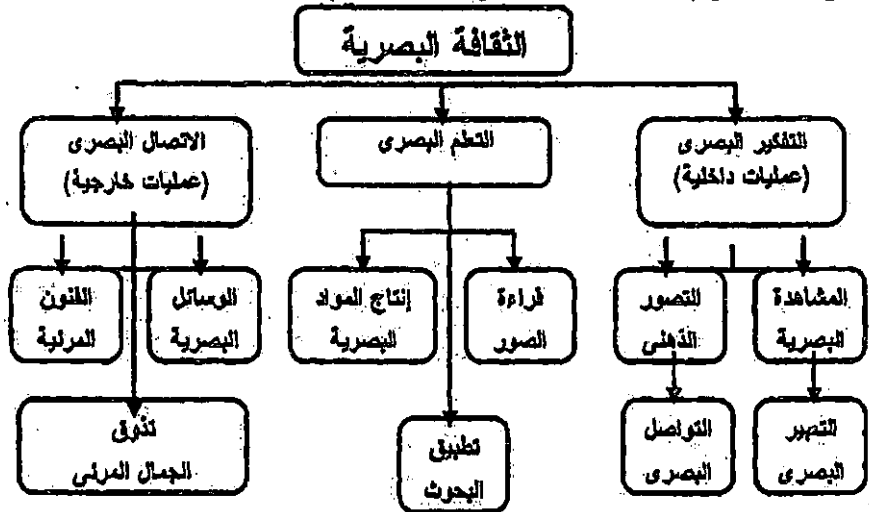 الثقافة البصرية
التفكير البصرى
(عمليات داخلية)
التعلم البصرى
الاتصال البصرى
(عمليات خارجية)
المشاهدة
البصرية
التصور
الذهنى
قراءة
الصور
إنتاج المواد
البصرية
الوسائل
البصرية
الفنون
المرئية
البصرى
التواصل
البصرى
تطبيق
البحوث
تذوق
الجمال المرئى